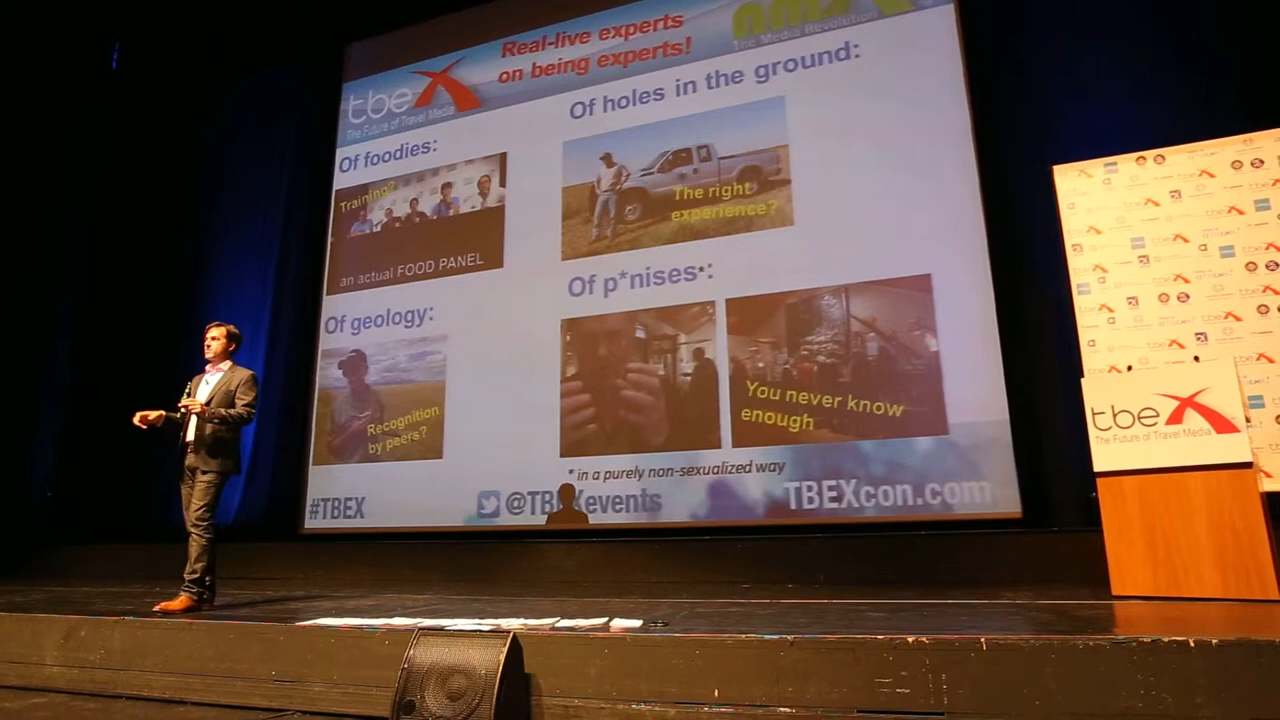 Real-live experts
on being experts!
The Media Revolution
tbex
The Future of Travel Media
Of foodies:
Training?
an actual FOOD PANEL
Of holes in the ground:
The right
experience?
Of geology:
Recognition
by peers?
Of p*nises*:
You never know
enough
* in a purely non-sexualized way
#TBEX
@TBEXevents
TBEXcon.com
tbex
The Future of Travel Media